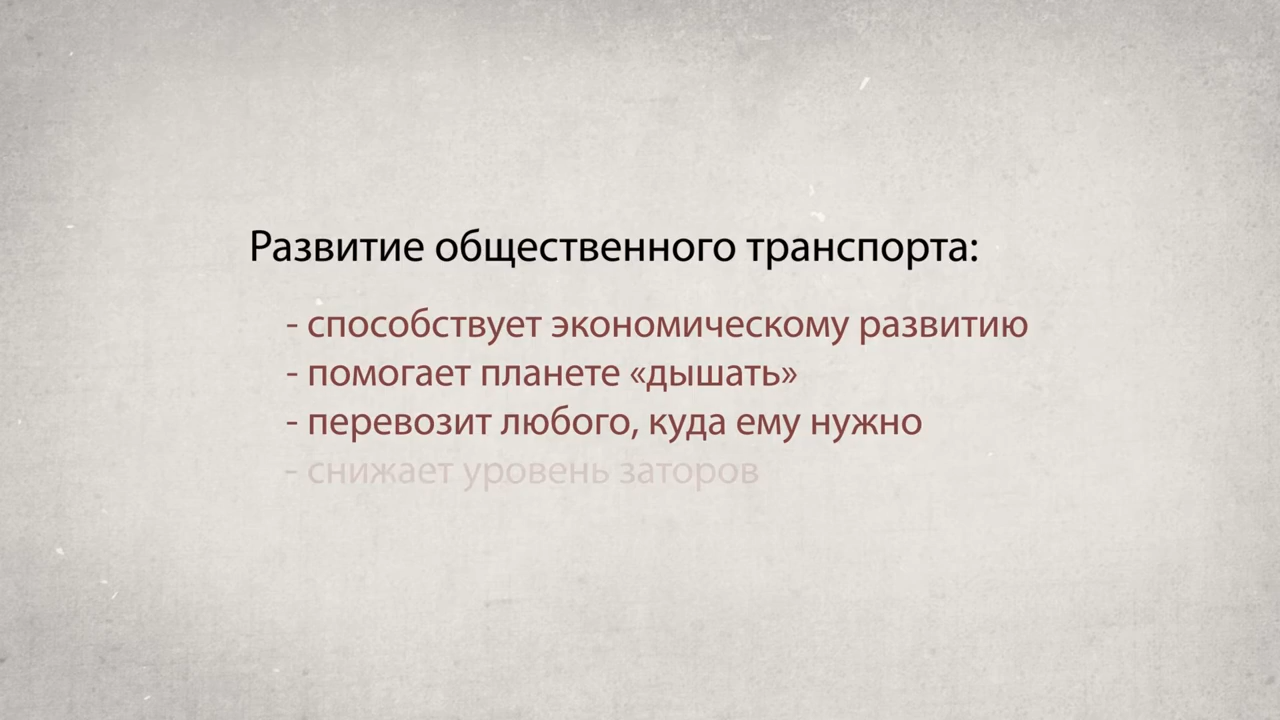 Развитие общественного транспорта:
- способствует экономическому развитию
- помогает планете «дышать»
- перевозит любого, куда ему нужно
- снижает уровень заторов